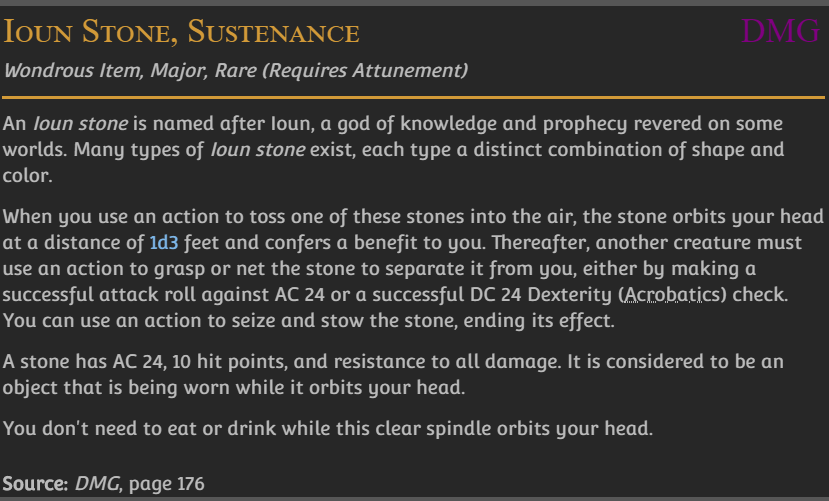 Ioun Stone, Sustenance DMG
Wondrous Item, Major, Rare (Requires Attunement)
An Ioun stone is named after Ioun, a god of knowledge and prophecy revered on some
worlds. Many types of Ioun stone exist, each type a distinct combination of shape and
color.
When you use an action to toss one of these stones into the air, the stone orbits your head
at a distance of 1d3 feet and confers a benefit to you. Thereafter, another creature must
use an action to grasp or net the stone to separate it from you, either by making a
successful attack roll against AC 24 or a successful DC 24 Dexterity (Acrobatics) check.
You can use an action to seize and stow the stone, ending its effect.
A stone has AC 24, 10 hit points, and resistance to all damage. It is considered to be an
object that is being worn while it orbits your head.
You don't need to eat or drink while this clear spindle orbits your head.
Source: DMG, page 176